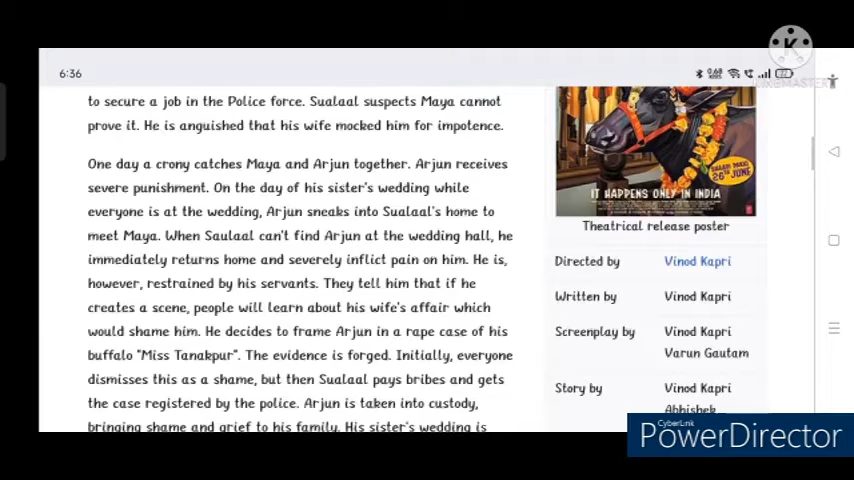 6:36
0.68
KB/S
22
K
KINEMASTER
to secure a job in the Police force. Sualaal suspects Maya cannot
prove it. He is anguished that his wife mocked him for impotence.
One day a crony catches Maya and Arjun together. Arjun receives
severe punishment. On the day of his sister's wedding while
everyone is at the wedding, Arjun sneaks into Sualaal's home to
meet Maya. When Saulaal can't find Arjun at the wedding hall, he
immediately returns home and severely inflict pain on him. He is,
however, restrained by his servants. They tell him that if he
creates a scene, people will learn about his wife's affair which
would shame him. He decides to frame Arjun in a rape case of his
buffalo "Miss Tanakpur". The evidence is forged. Initially, everyone
dismisses this as a shame, but then Sualaal pays bribes and gets
the case registered by the police. Arjun is taken into custody,
bringing shame and grief to his family. His sister's wedding is
26TH JUNE
IT HAPPENS ONLY IN INDIA
Theatrical release poster
Directed by Vinod Kapri
Written by Vinod Kapri
Screenplay by Vinod Kapri
Varun Gautam
Story by Vinod Kapri
Abhishek
CyberLink
PowerDirector